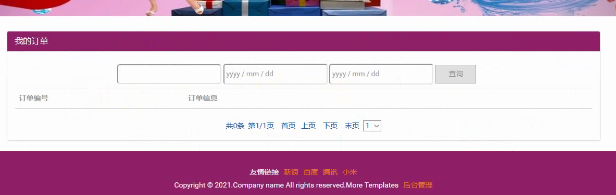 我的订单
yyyy / mm / dd yyyy / mm / dd 查询
订单编号 订单信息
共0条 第1/1页 首页 上页 下页 末页 1
友情链接 新浪 百度 腾讯 小米
Copyright © 2021.Company name All rights reserved.More Templates 后台管理